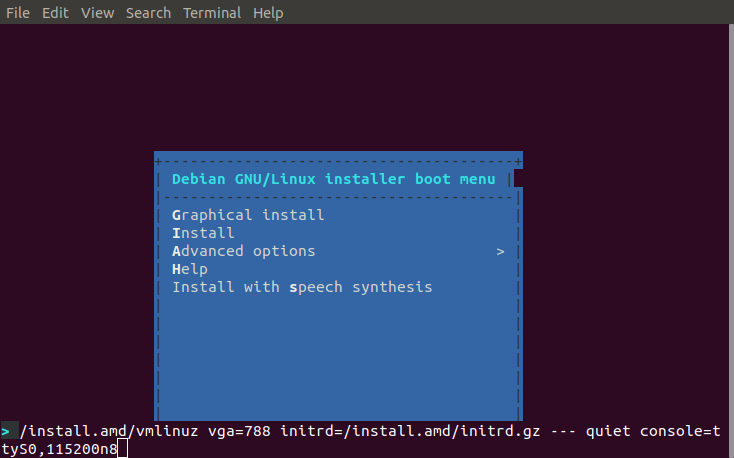 File Edit View Search Terminal Help
Debian GNU/Linux installer boot menu
Graphical install
Install
Advanced options >
Help
Install with speech synthesis
> /install.amd/vmlinuz vga=788 initrd=/install.amd/initrd.gz --- quiet console=t
tyS0,115200n8